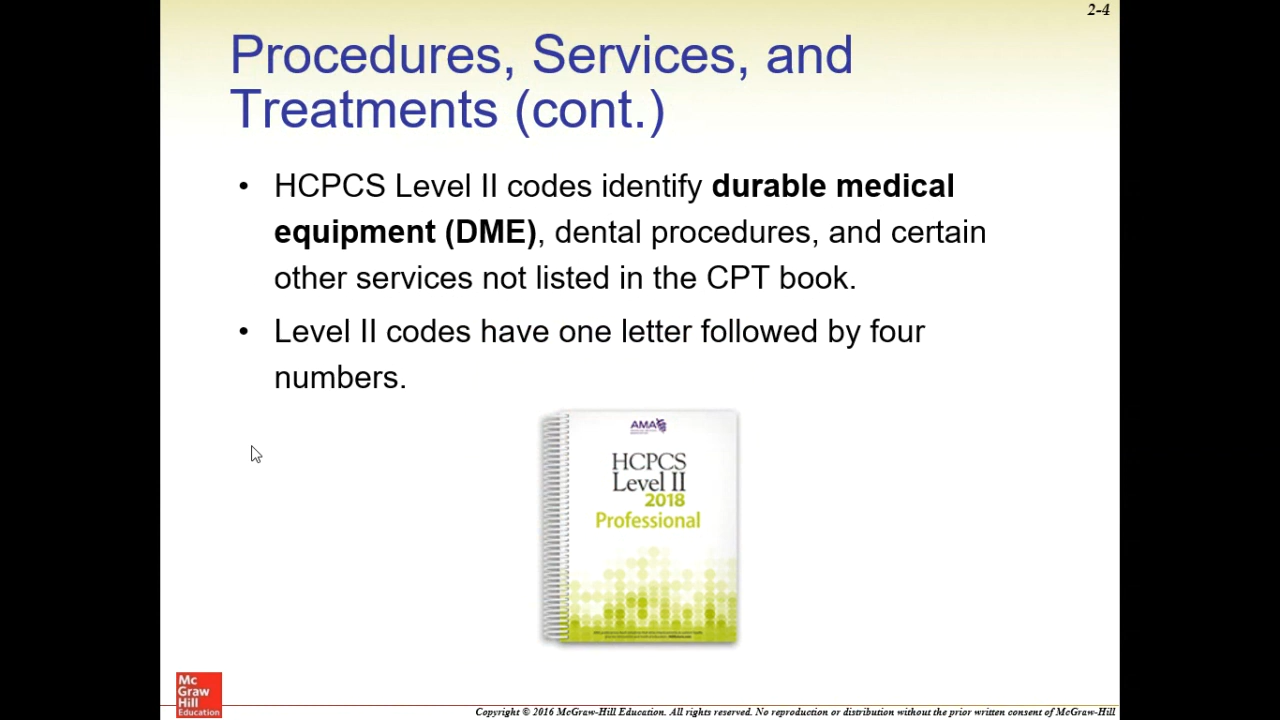 2-4
Procedures, Services, and
Treatments (cont.)
• HCPCS Level II codes identify durable medical
equipment (DME), dental procedures, and certain
other services not listed in the CPT book.
• Level II codes have one letter followed by four
numbers.
AMA
HCPCS
Level II
2018
Professional
Mc
Graw
Hill
Education
Copyright © 2016 McGraw-Hill Education. All rights reserved. No reproduction or distribution without the prior written consent of McGraw-Hill